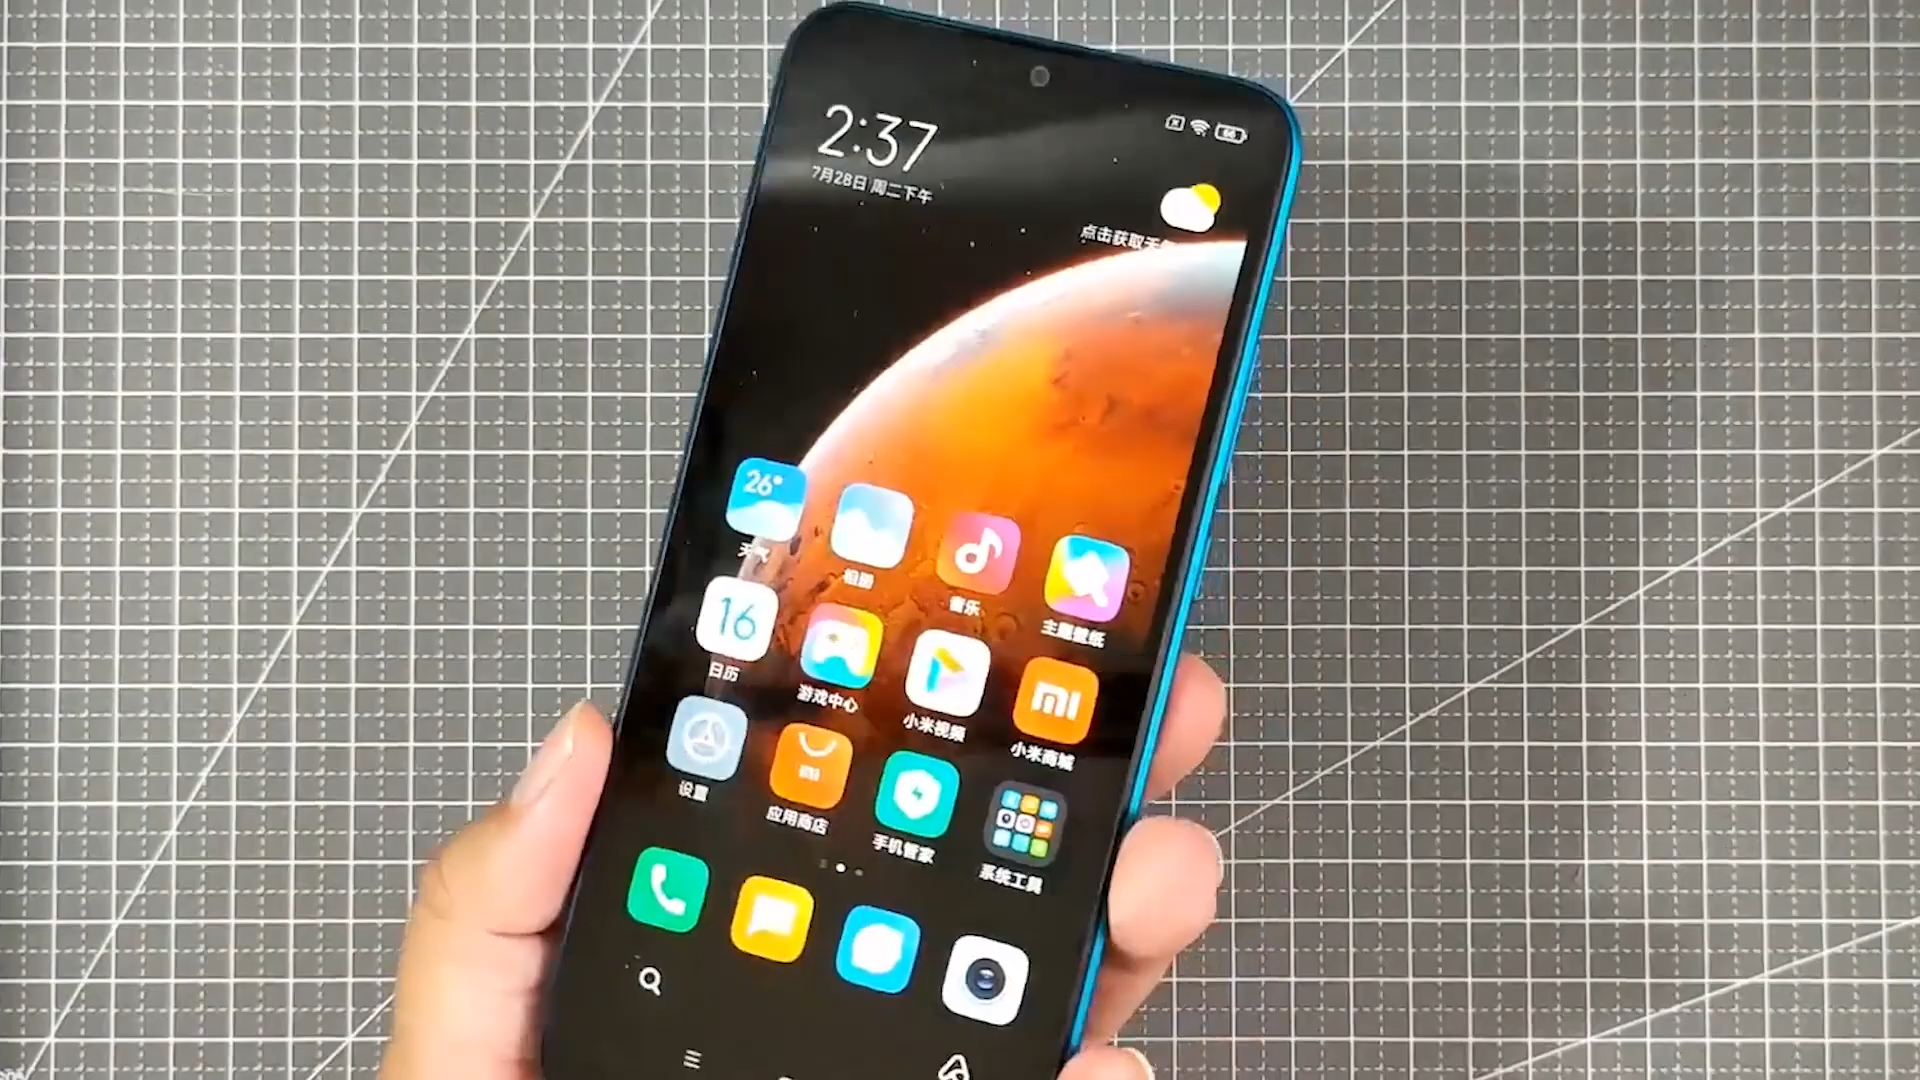 2:37
7月28日 周二下午
66
点击获取天气
26°
天气
相册
音乐
主题壁纸
16
日历
游戏中心
小米视频
mi
小米商城
设置
mi
应用商店
手机管家
系统工具